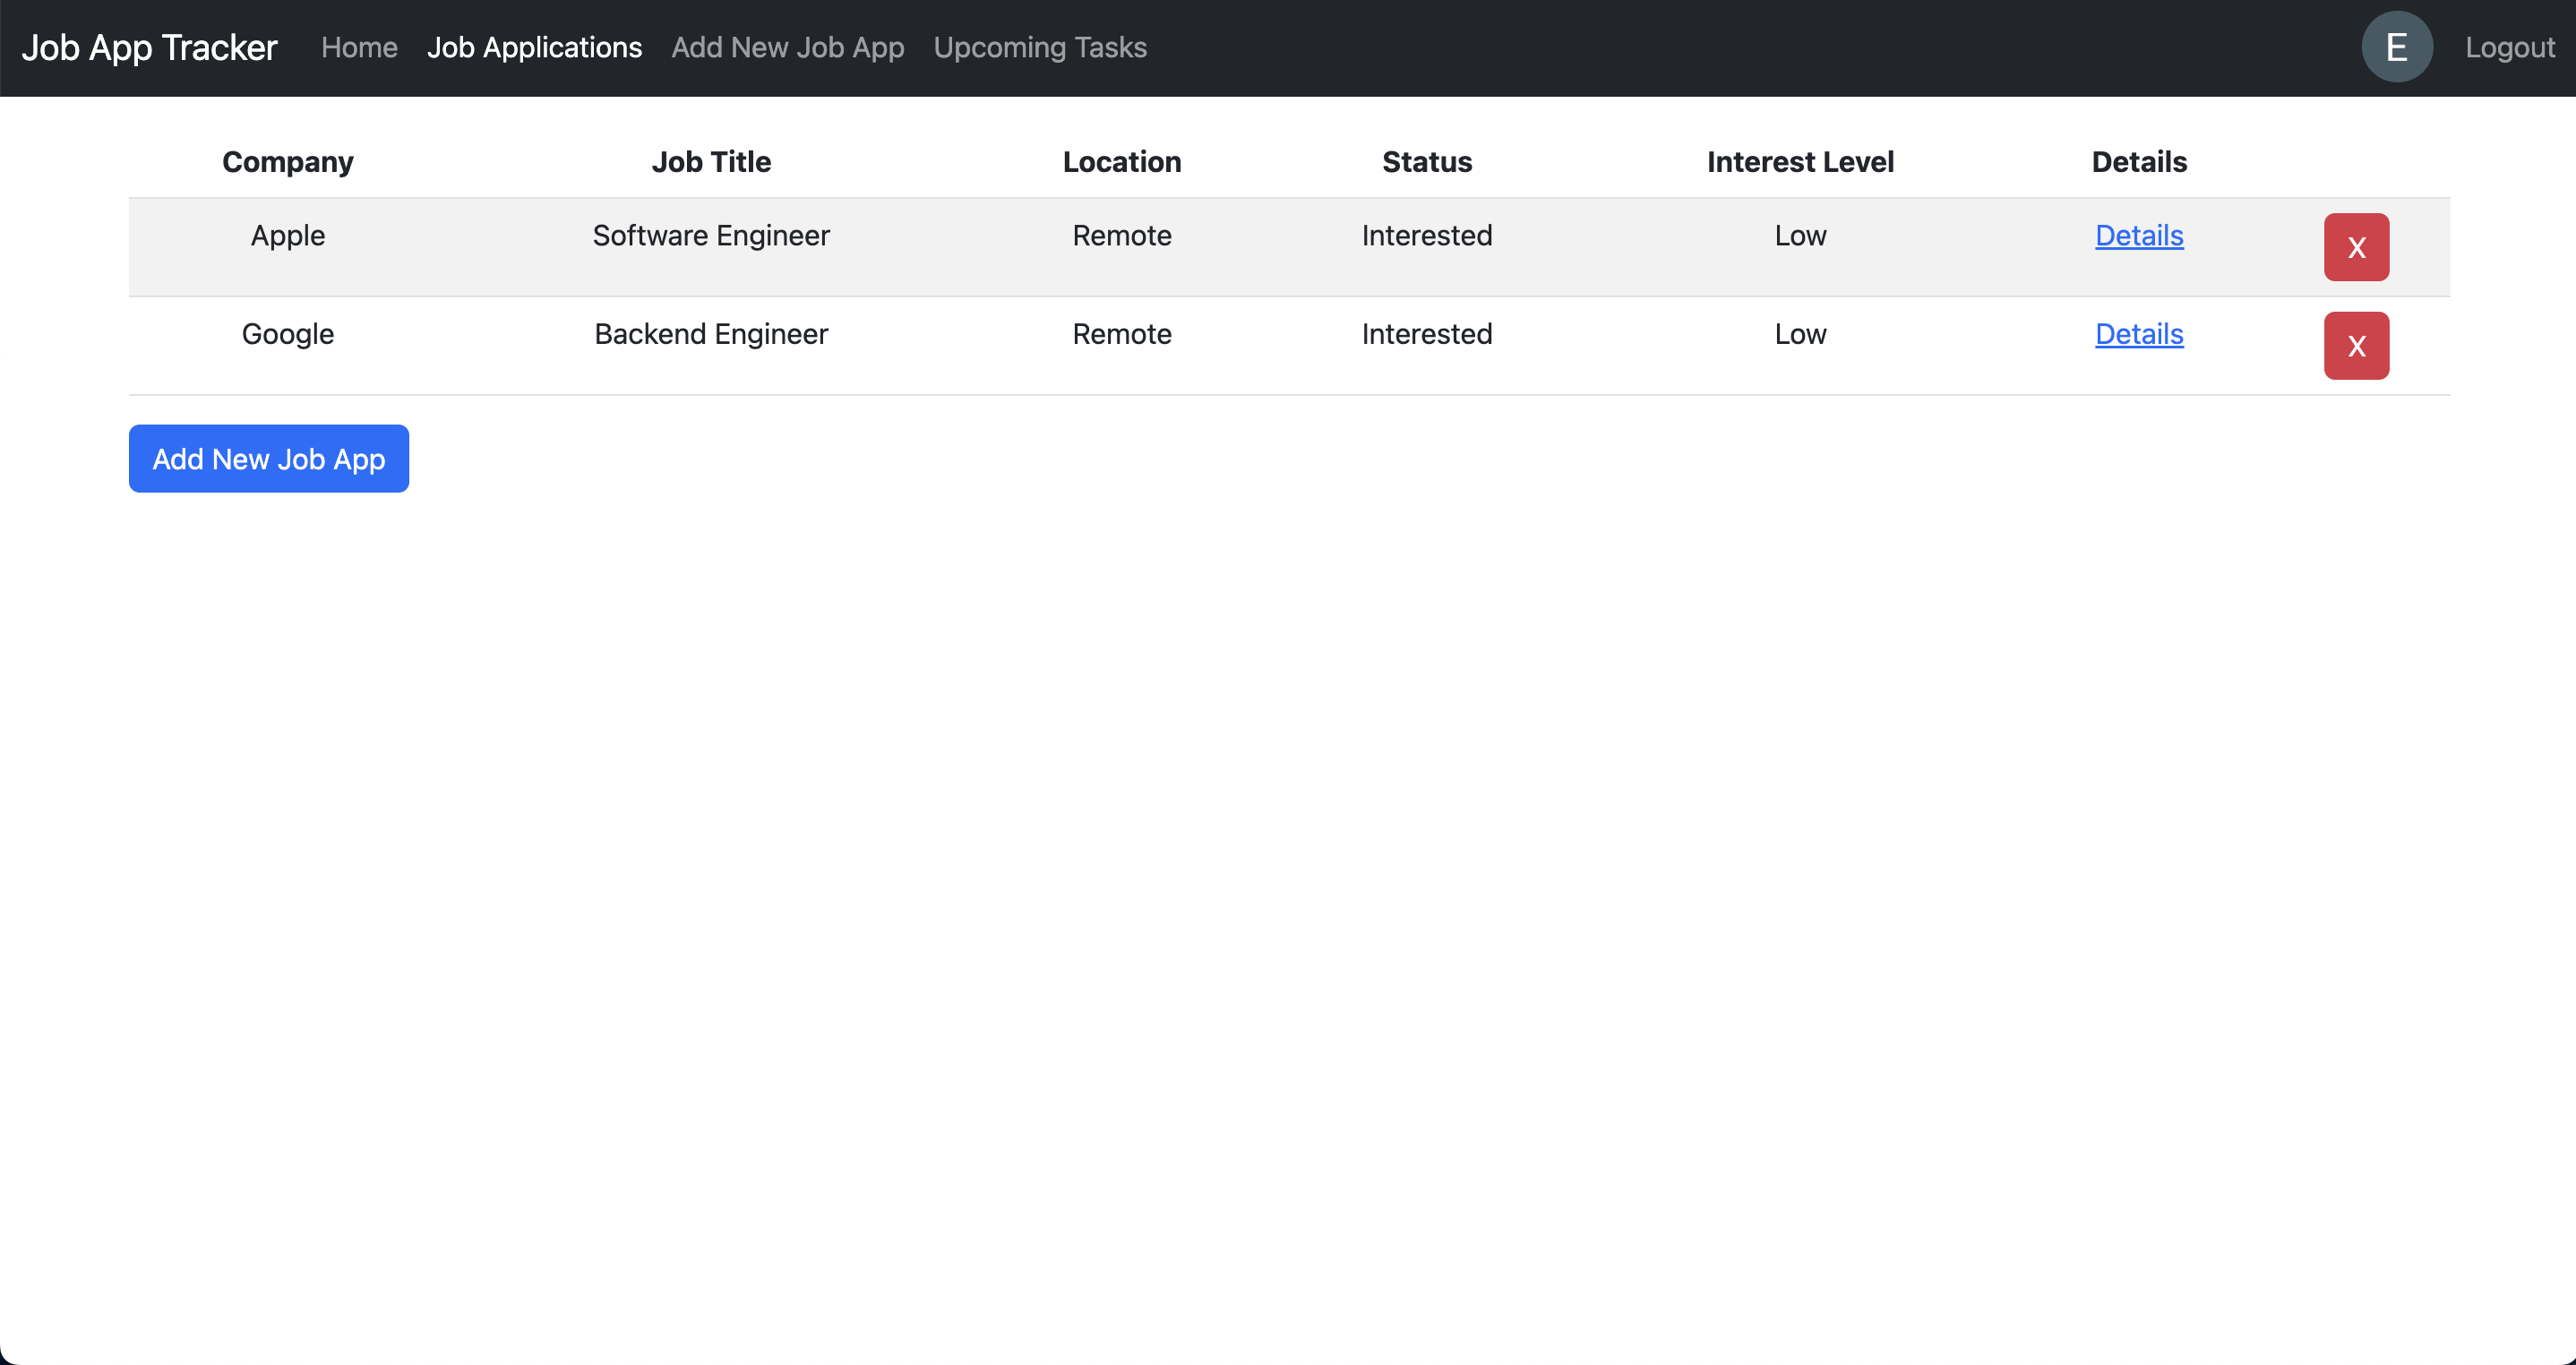 Job App Tracker Home Job Applications Add New Job App Upcoming Tasks E Logout
Company Job Title Location Status Interest Level Details
Apple Software Engineer Remote Interested Low Details X
Google Backend Engineer Remote Interested Low Details X
Add New Job App